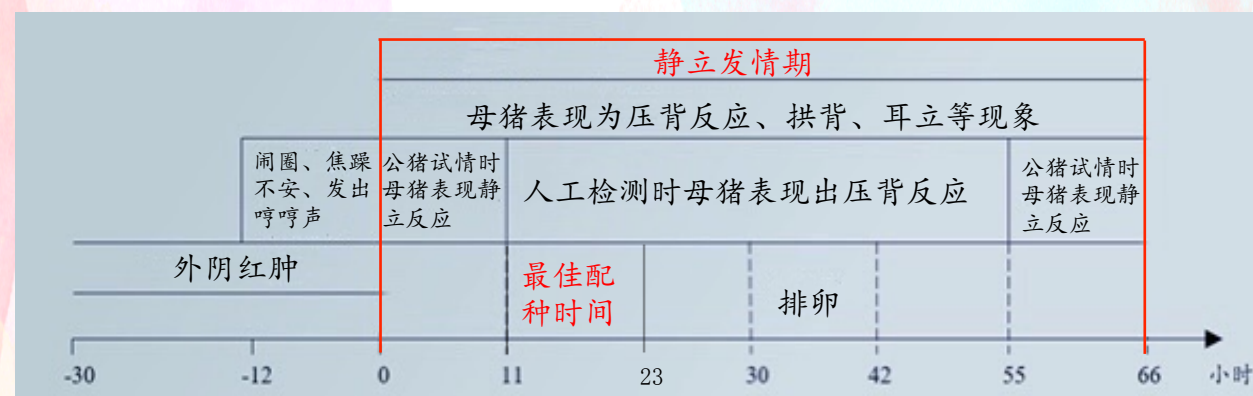 静立发情期
母猪表现为压背反应、拱背、耳立等现象
闹圈、焦躁
不安、发出
哼哼声
公猪试情时
母猪表现静
立反应
人工检测时母猪表现出压背反应
公猪试情时
母猪表现静
立反应
外阴红肿
最佳配
种时间
排卵
-30 -12 0 11 23 30 42 55 66 小时